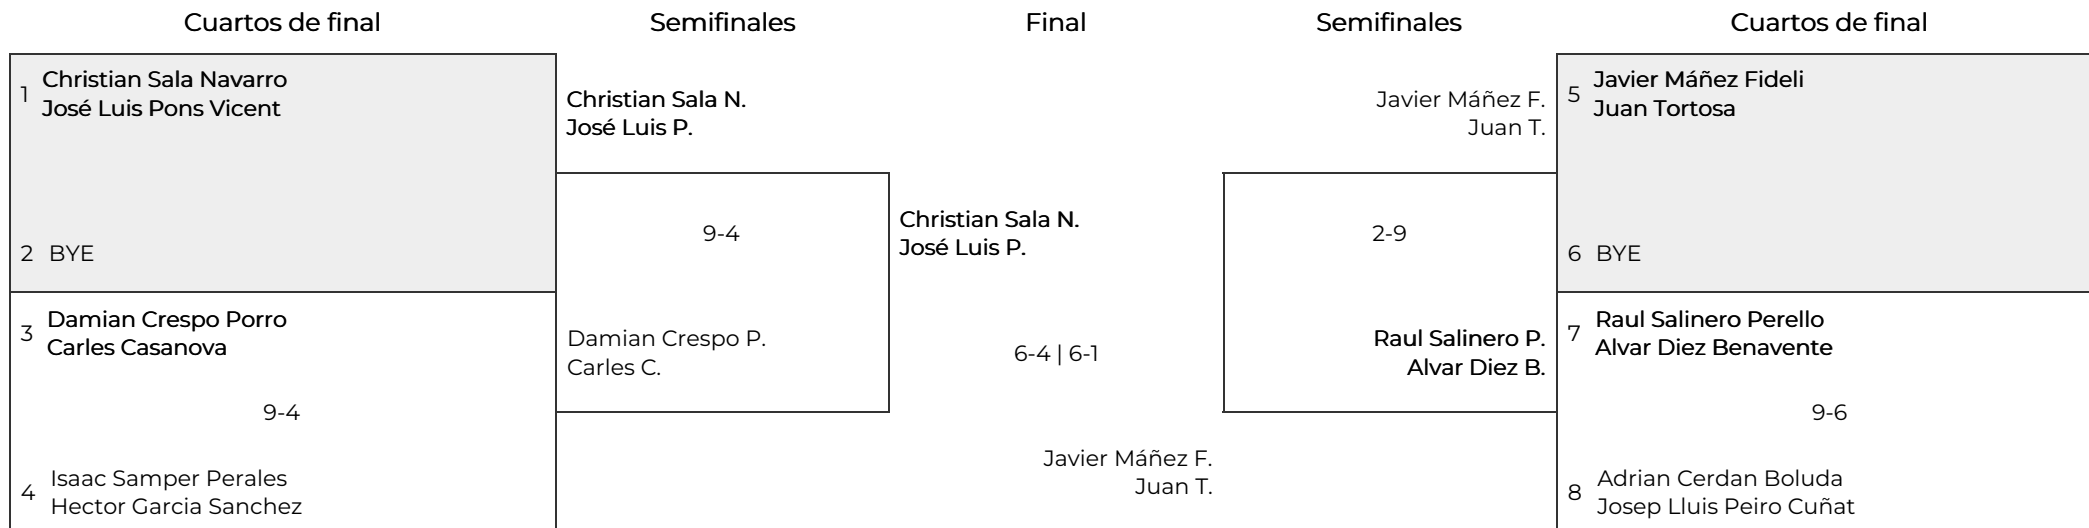 Cuartos de final
Semifinales
Final
Semifinales
Cuartos de final
1
Christian Sala Navarro
José Luis Pons Vicent
2 BYE
3
Damian Crespo Porro
Carles Casanova
9-4
4
Isaac Samper Perales
Hector Garcia Sanchez
Christian Sala N.
José Luis P.
9-4
Damian Crespo P.
Carles C.
Christian Sala N.
José Luis P.
6-4 | 6-1
Javier Máñez F.
Juan T.
Javier Máñez F.
Juan T.
2-9
Raul Salinero P.
Alvar Diez B.
5
Javier Máñez Fideli
Juan Tortosa
6 BYE
7
Raul Salinero Perello
Alvar Diez Benavente
9-6
8
Adrian Cerdan Boluda
Josep Lluis Peiro Cuñat